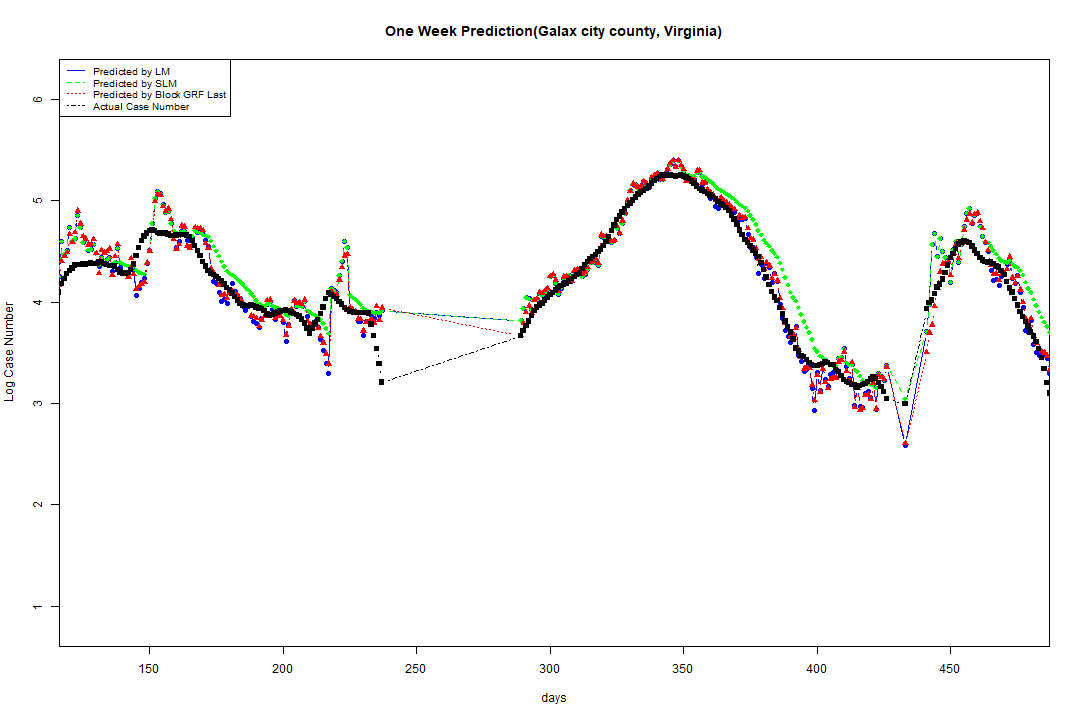 One Week Prediction(Galax city county, Virginia)
Predicted by LM
Predicted by SLM
Predicted by Block GRF Last
Actual Case Number
Log Case Number
6
5
4
3
2
1
150 200 250 300 350 400 450
days